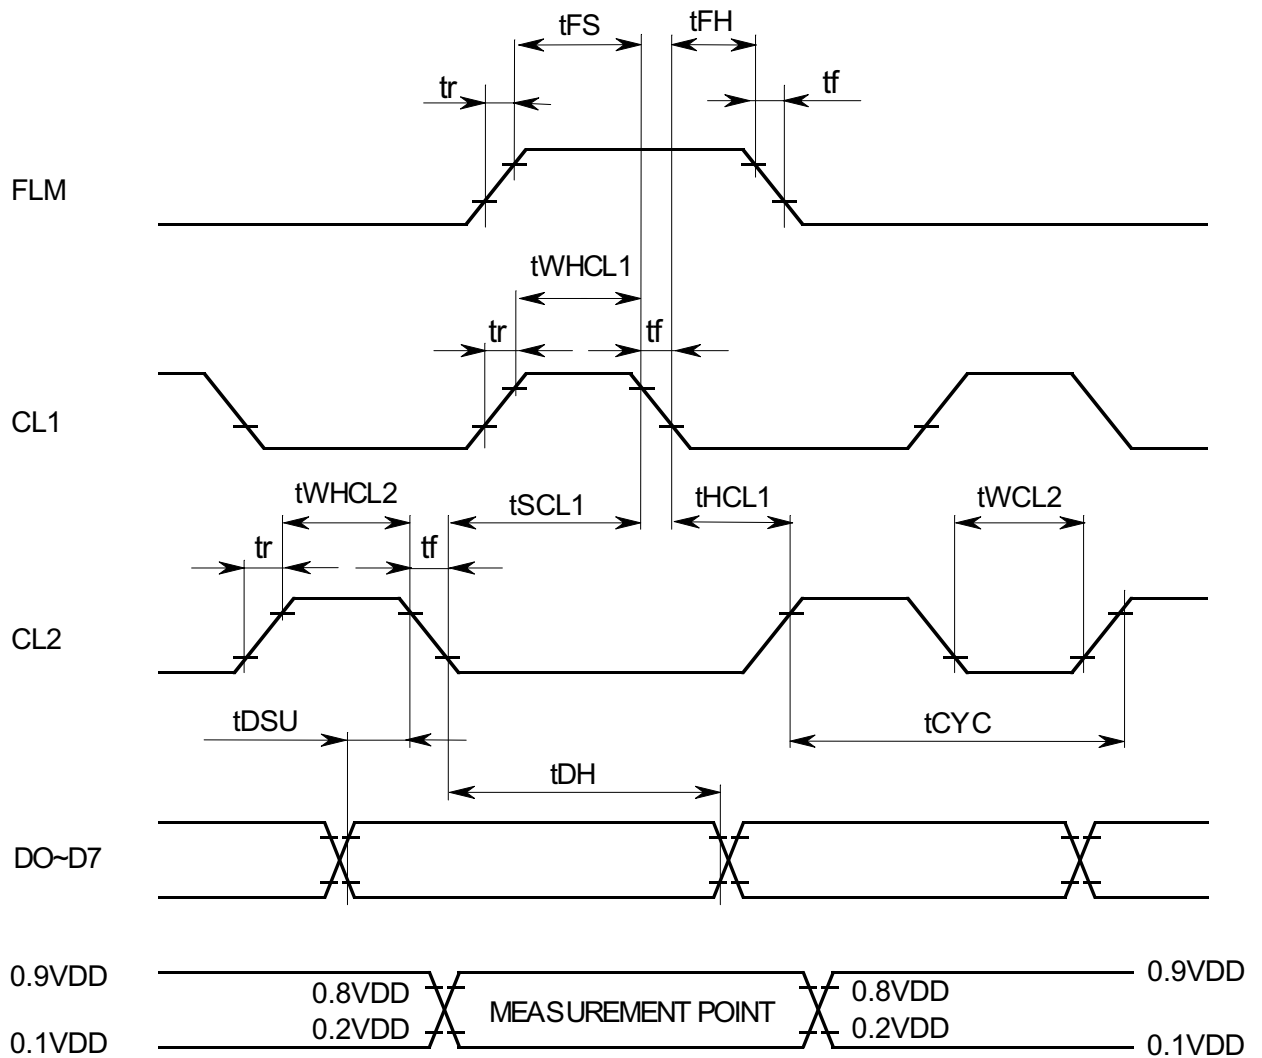 tFS
tFH
tr
tf
FLM
tWHCL1
tr
tf
CL1
tWHCL2
tSCL1
tHCL1
tWCL2
tr
tf
CL2
tDSU
tCYC
tDH
DO~D7
0.9VDD
0.9VDD
0.8VDD
MEASUREMENT POINT
0.8VDD
0.2VDD
0.2VDD
0.1VDD
0.1VDD